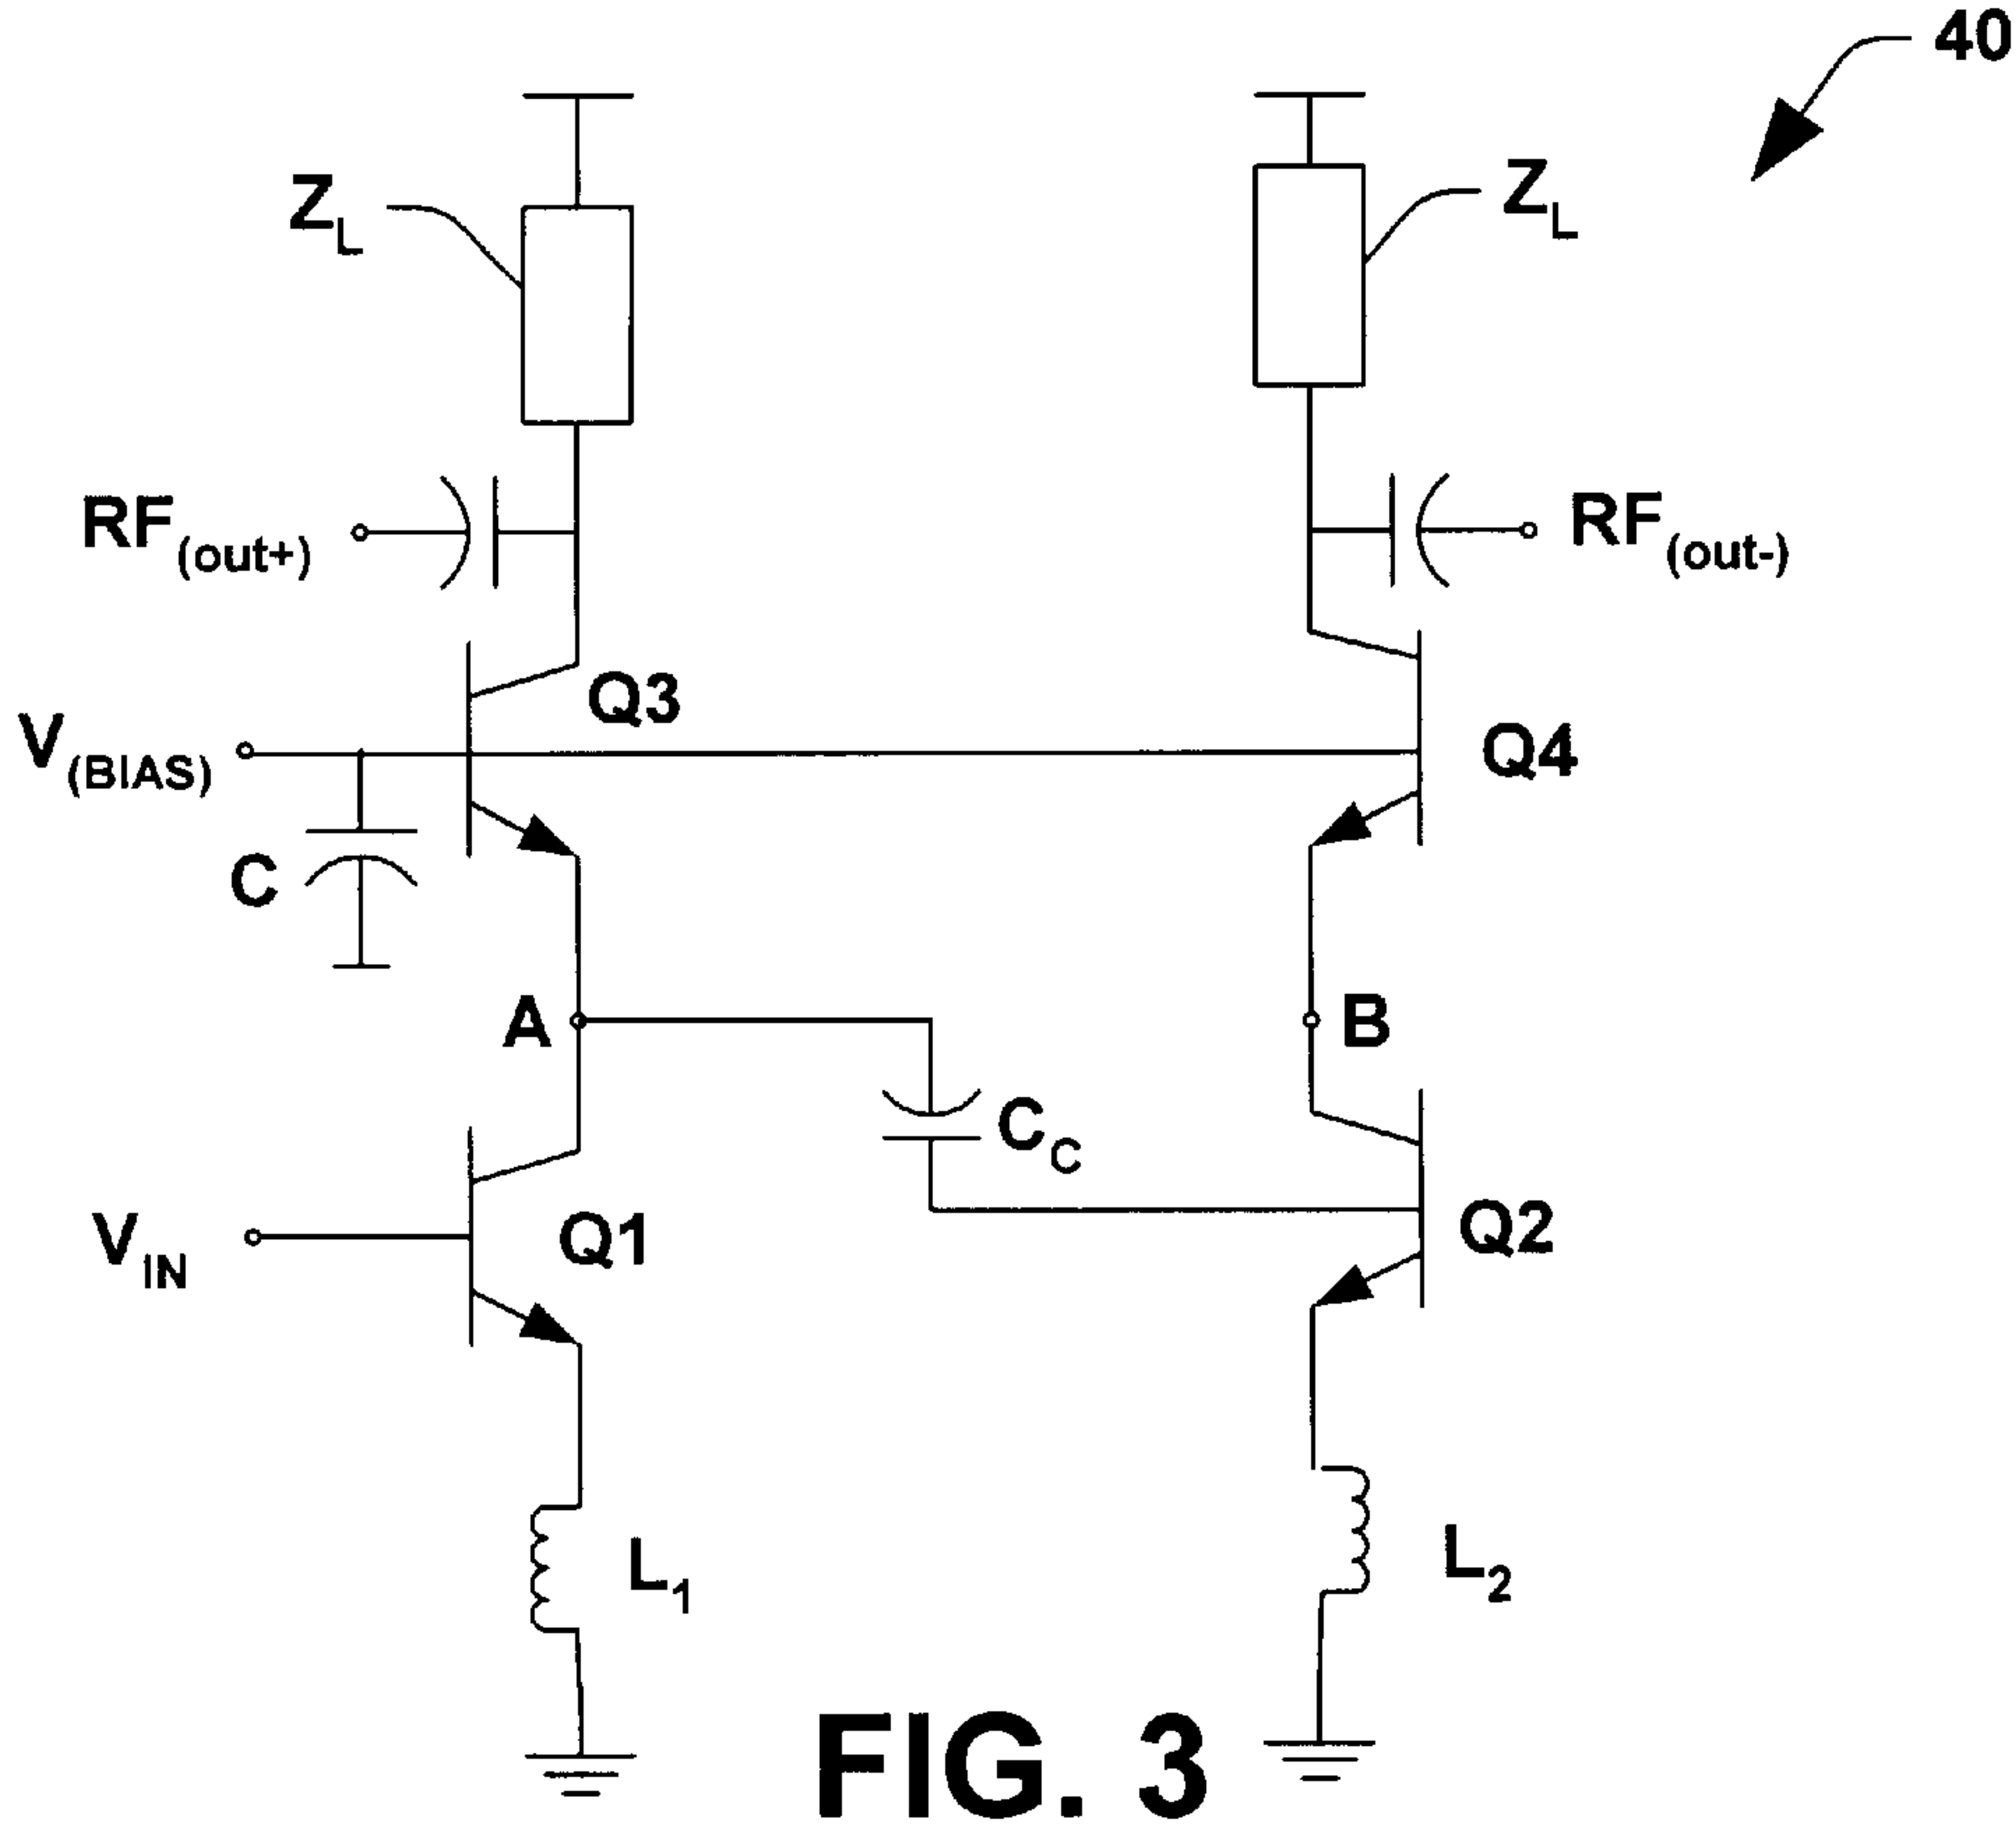 40
Z_L
Z_L
RF_(out+)
RF_(out-)
Q3
V_(BIAS)
Q4
C
A
B
C_C
V_IN
Q1
Q2
L_1
L_2
FIG. 3